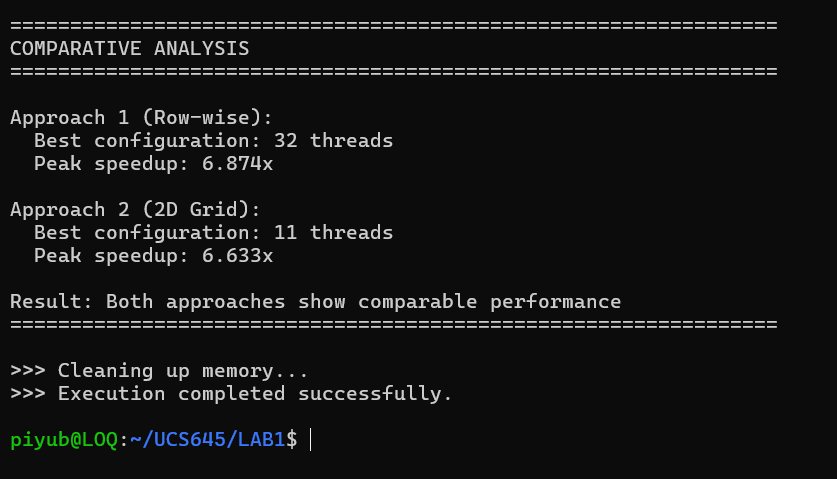 ================================================================
COMPARATIVE ANALYSIS
================================================================
Approach 1 (Row-wise):
Best configuration: 32 threads
Peak speedup: 6.874x
Approach 2 (2D Grid):
Best configuration: 11 threads
Peak speedup: 6.633x
Result: Both approaches show comparable performance
================================================================
>>> Cleaning up memory...
>>> Execution completed successfully.
piyub@LOQ:~/UCS645/LAB1$